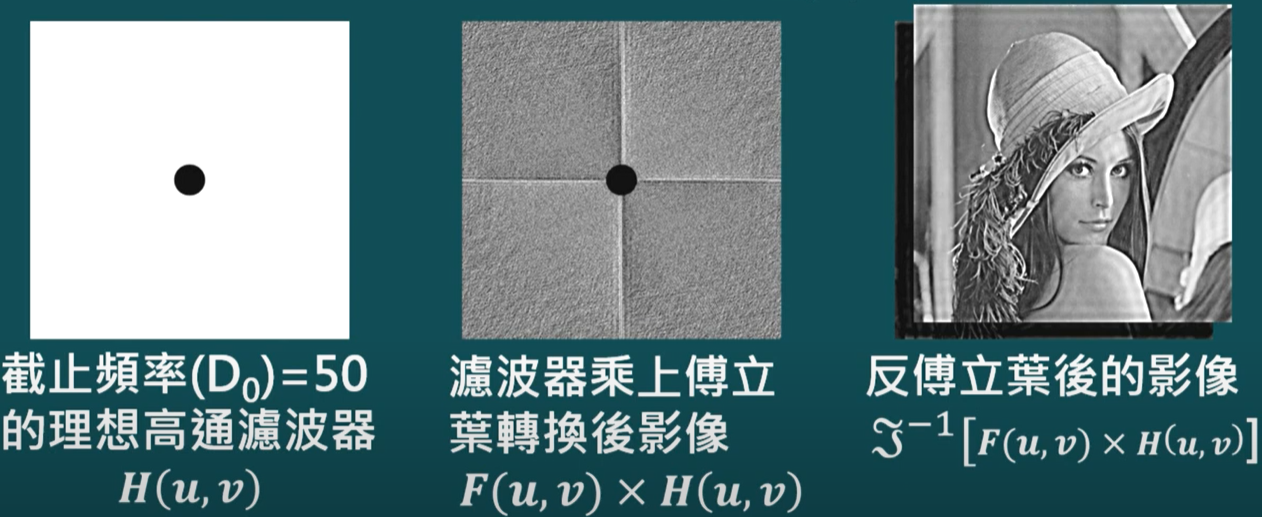 截止頻率(D₀)=50
的理想高通濾波器
H(u, v)
濾波器乘上傅立
葉轉換後影像
F(u, v) × H(u, v)
反傅立葉後的影像
ℑ⁻¹[F(u, v) × H(u, v)]